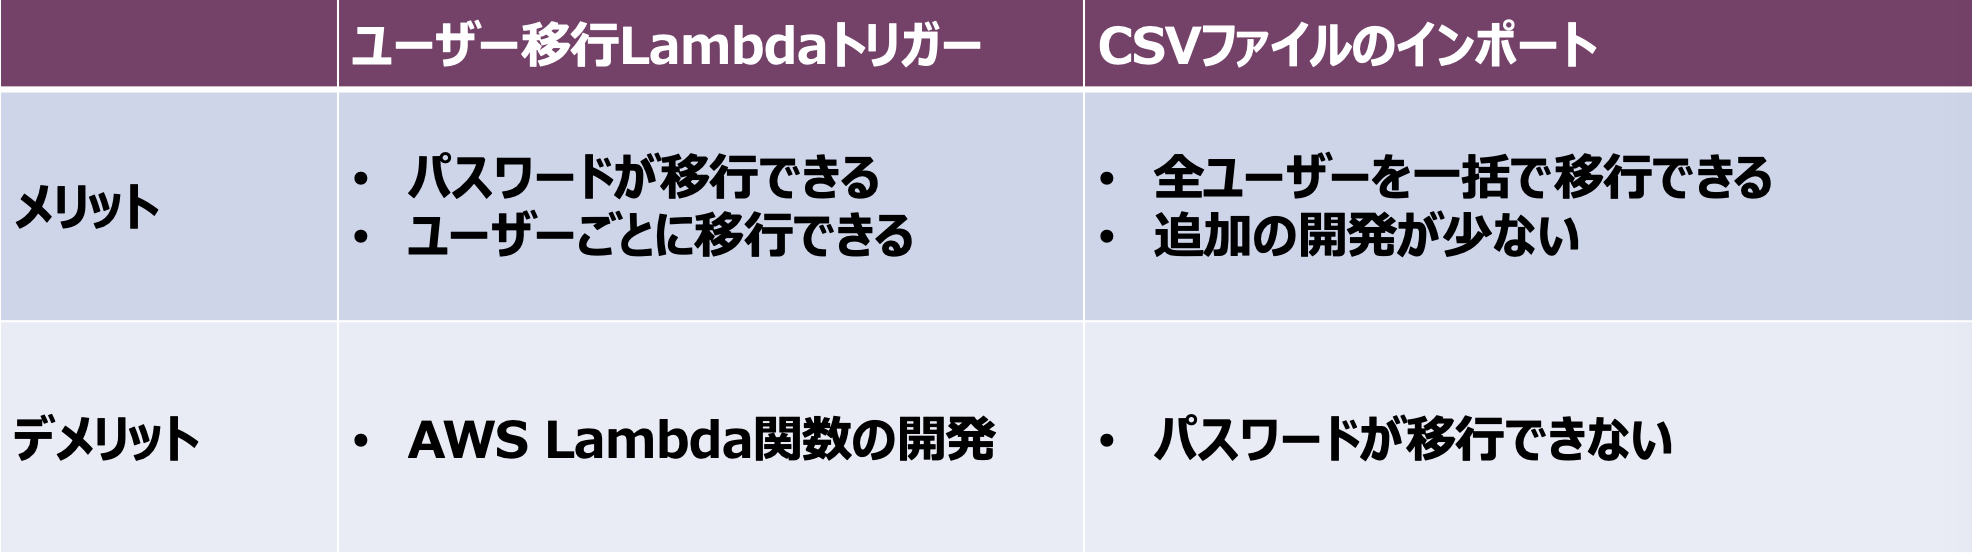 ユーザー移行Lambdaトリガー
CSVファイルのインポート
メリット
• パスワードが移行できる
• ユーザーごとに移行できる
• 全ユーザーを一括で移行できる
• 追加の開発が少ない
デメリット
• AWS Lambda関数の開発
• パスワードが移行できない